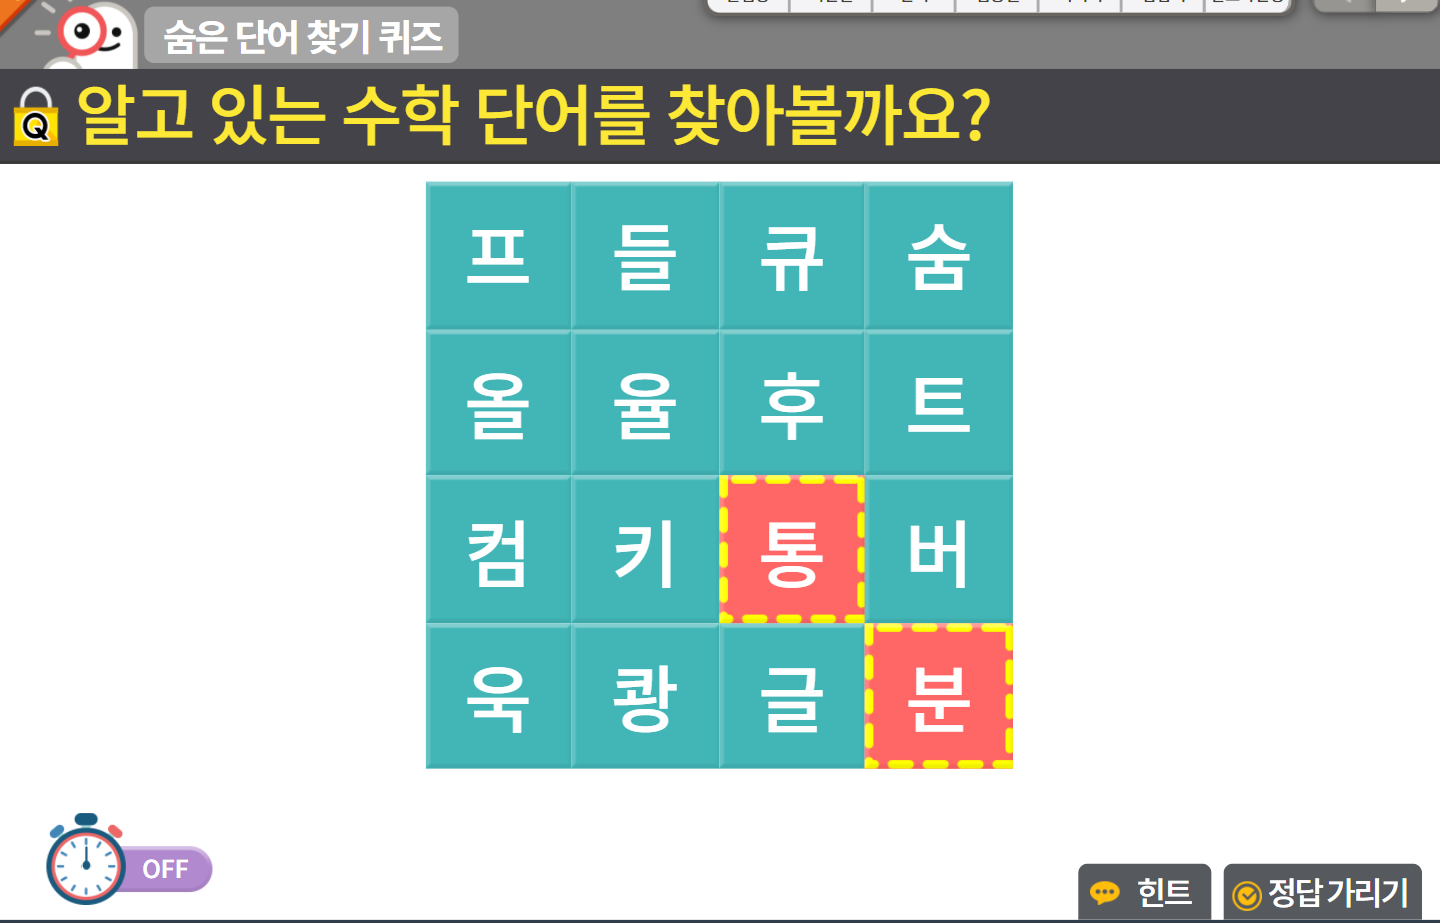 숨은 단어 찾기 퀴즈
Q 알고 있는 수학 단어를 찾아볼까요?
프 들 큐 숨
올 율 후 트
컴 키 통 버
욱 쾅 글 분
OFF
힌트
정답 가리기